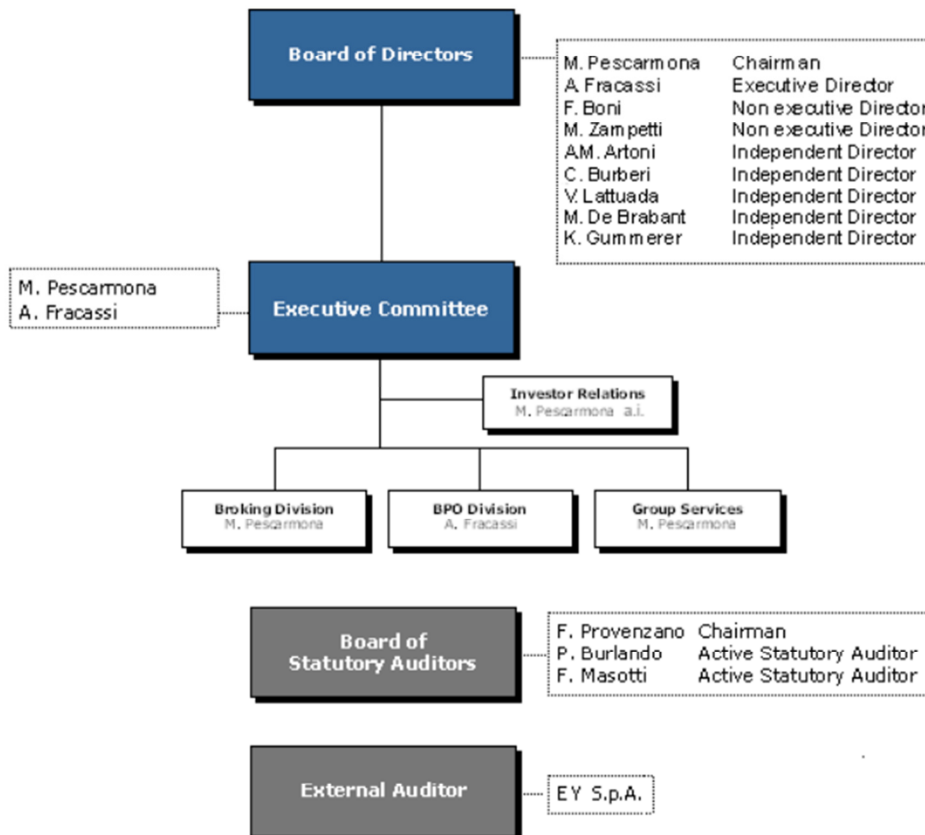 Board of Directors
M. Pescarmona Chairman
A. Fracassi Executive Director
F. Boni Non executive Director
M. Zampetti Non executive Director
A.M. Artoni Independent Director
C. Burberi Independent Director
V. Lattuada Independent Director
M. De Brabant Independent Director
K. Gummerer Independent Director
M. Pescarmona
A. Fracassi
Executive Committee
Investor Relations
M. Pescarmona a.i.
Broking Division
M. Pescarmona
BPO Division
A. Fracassi
Group Services
M. Pescarmona
Board of
Statutory Auditors
F. Provenzano Chairman
P. Burlando Active Statutory Auditor
F. Masotti Active Statutory Auditor
External Auditor
EY S.p.A.